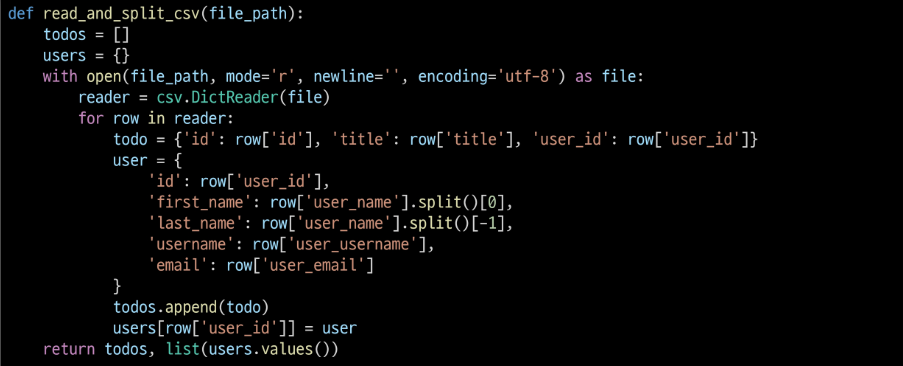 def read_and_split_csv(file_path):
    todos = []
    users = {}
    with open(file_path, mode='r', newline='', encoding='utf-8') as file:
        reader = csv.DictReader(file)
        for row in reader:
            todo = {'id': row['id'], 'title': row['title'], 'user_id': row['user_id']}
            user = {
                'id': row['user_id'],
                'first_name': row['user_name'].split()[0],
                'last_name': row['user_name'].split()[-1],
                'username': row['user_username'],
                'email': row['user_email']
            }
            todos.append(todo)
            users[row['user_id']] = user
    return todos, list(users.values())